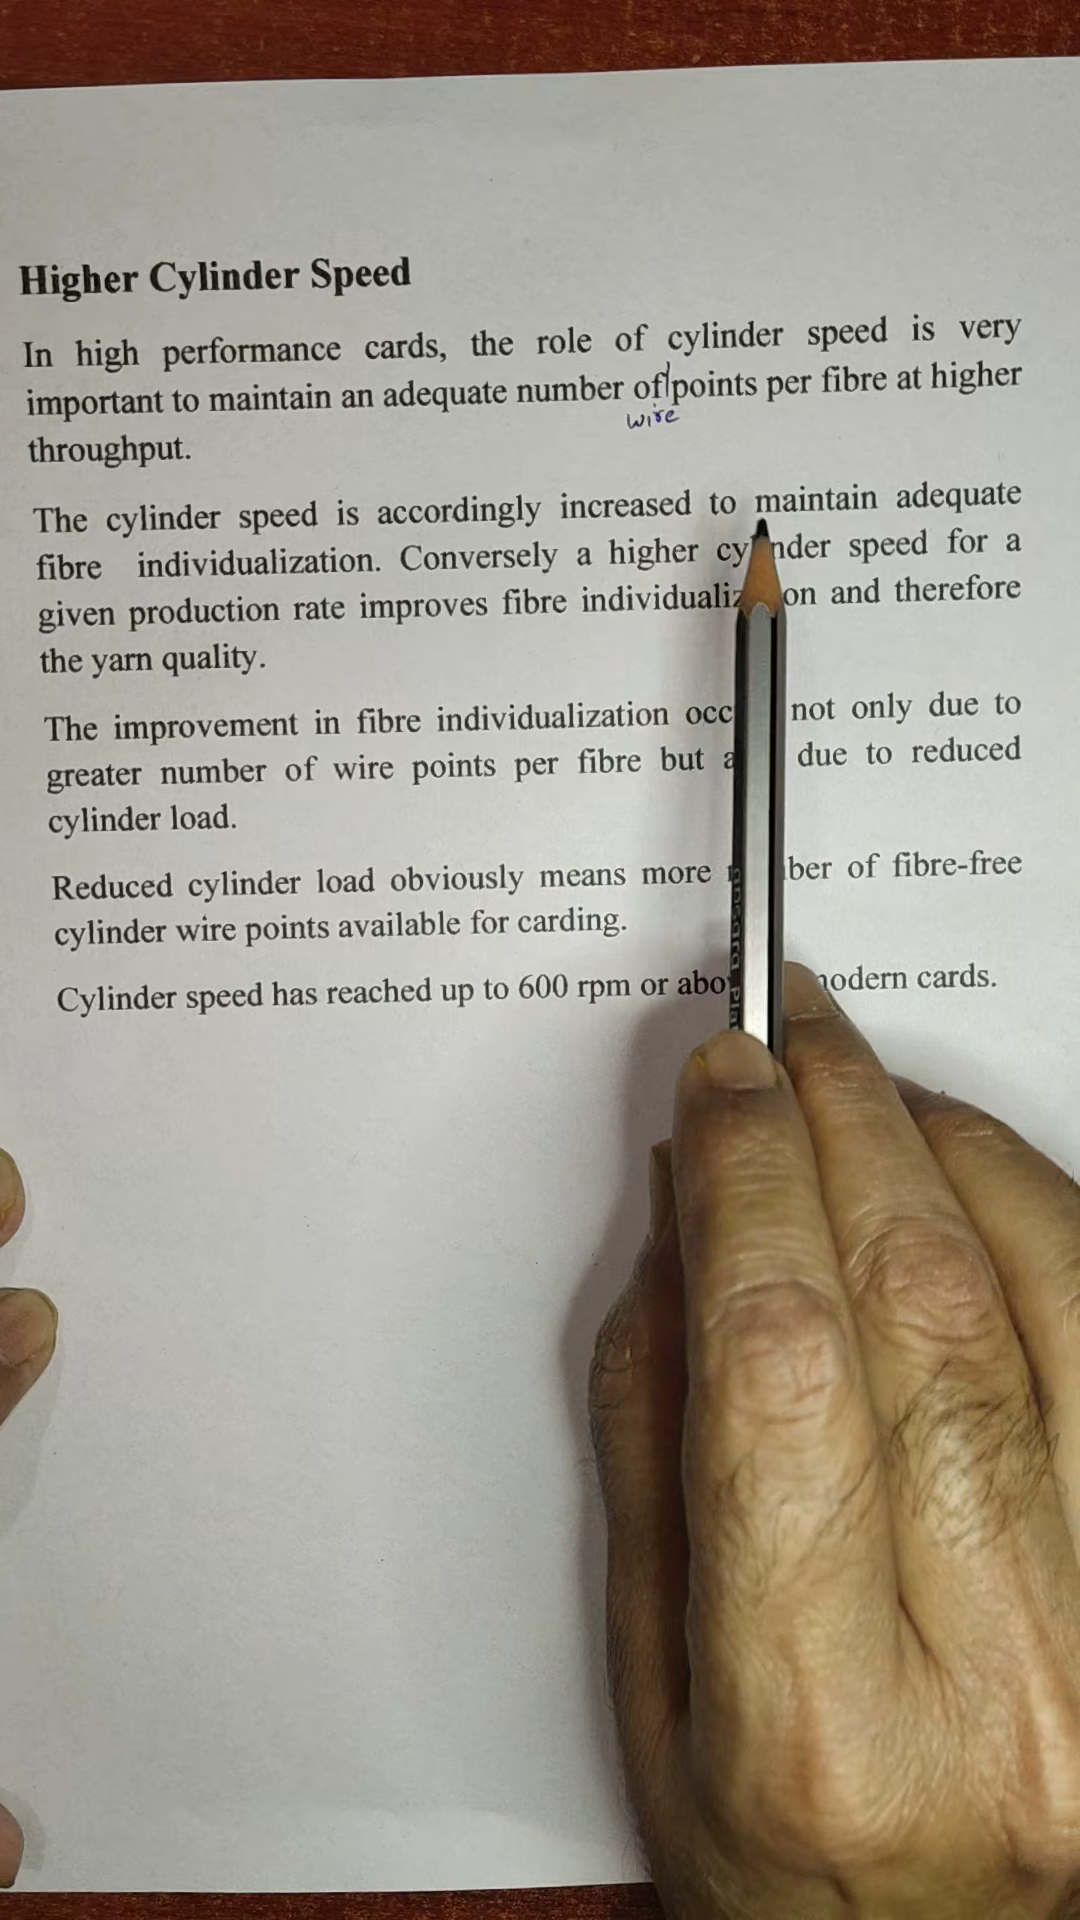 Higher Cylinder Speed
In high performance cards, the role of cylinder speed is very
important to maintain an adequate number of points per fibre at higher
wire
throughput.
The cylinder speed is accordingly increased to maintain adequate
fibre individualization. Conversely a higher cylinder speed for a
given production rate improves fibre individualization and therefore
the yarn quality.
The improvement in fibre individualization not only due to
greater number of wire points per fibre but due to reduced
cylinder load.
Reduced cylinder load obviously means more of fibre-free
cylinder wire points available for carding.
Cylinder speed has reached up to 600 rpm or modern cards.
apsara